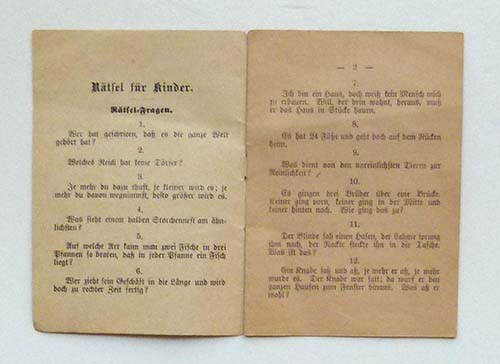 Rätsel für Kinder.
Rätsel-Fragen.
1.
Wer hat geschrieen, daß es die ganze Welt
gehört hat?
2.
Welches Reich hat keine Dörfer?
3.
Je mehr du dazu thust, je kleiner wird es; je
mehr du davon wegnimmst, desto größer wird es.
4.
Was sieht einem halben Storchennest am ähn-
lichsten?
5.
Auf welche Art kann man zwei Fische in drei
Pfannen so braten, daß in jeder Pfanne ein Fisch
liegt?
6.
Wer zieht sein Geschäft in die Länge und wird
doch zu rechter Zeit fertig?
— 2 —
7.
Ich bin ein Haus, doch weiß kein Mensch mich
zu erbauen. Will, der drin wohnt, heraus, muß
er das Haus in Stücke hauen.
8.
Es hat 24 Füße und geht doch auf dem Rücken
heim.
9.
Was dient von den unreinlichsten Tieren zur
Reinlichkeit?
10.
Es gingen drei Brüder über eine Brücke.
Keiner ging vorn, keiner ging in der Mitte und
keiner hinten nach. Wie ging das zu?
11.
Der Blinde sah einen Hasen, der Lahme sprang
ihm nach, der Nackte steckte ihn in die Tasche.
Was ist das?
12.
Ein Knabe saß und aß, je mehr er aß, je mehr
wurde es. Der Knabe war satt; da warf er den
ganzen Haufen zum Fenster hinaus. Was aß er
wohl?